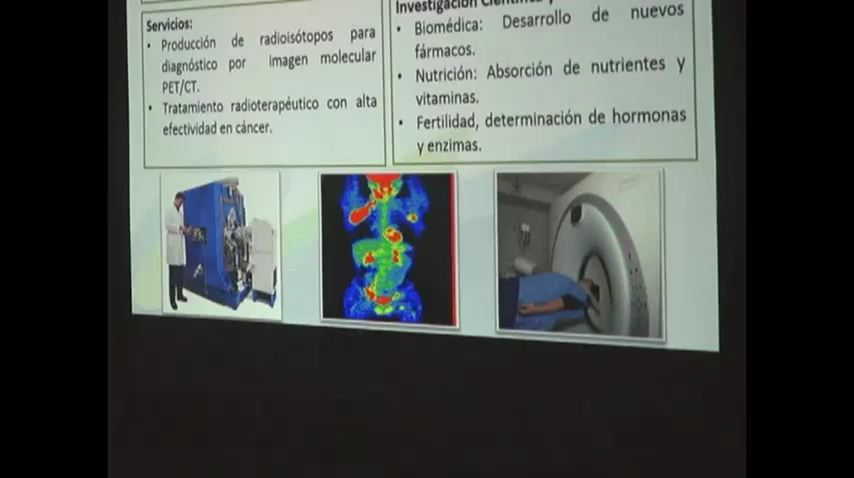 Servicios:
• Producción de radioisótopos para
diagnóstico por imagen molecular
PET/CT.
• Tratamiento radioterapéutico con alta
efectividad en cáncer.
Investigación
• Biomédica: Desarrollo de nuevos
fármacos.
• Nutrición: Absorción de nutrientes y
vitaminas.
• Fertilidad, determinación de hormonas
y enzimas.